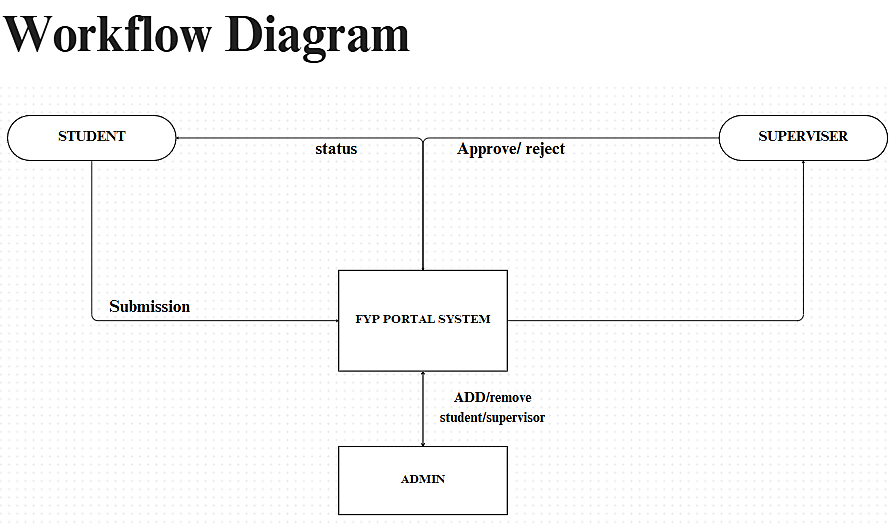 Workflow Diagram
STUDENT
SUPERVISER
status
Approve/ reject
Submission
FYP PORTAL SYSTEM
ADD/remove
student/supervisor
ADMIN